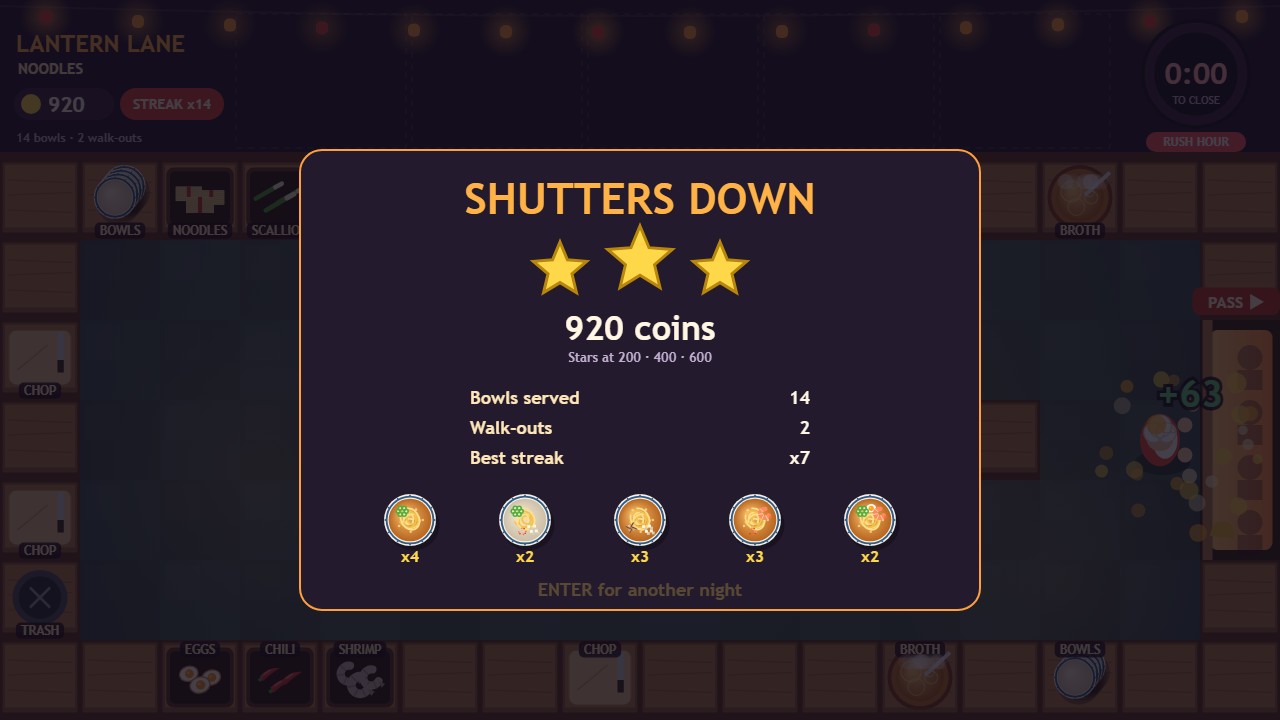 LANTERN LANE
NOODLES
920
STREAK x14
14 bowls · 2 walk-outs
0:00
TO CLOSE
RUSH HOUR
BOWLS
NOODLES
SCALLIO
BROTH
SHUTTERS DOWN
920 coins
Stars at 200 · 400 · 600
Bowls served 14
Walk-outs 2
Best streak x7
x4 x2 x3 x3 x2
ENTER for another night
PASS
+63
CHOP
CHOP
TRASH
EGGS
CHILI
SHRIMP
CHOP
BROTH
BOWLS